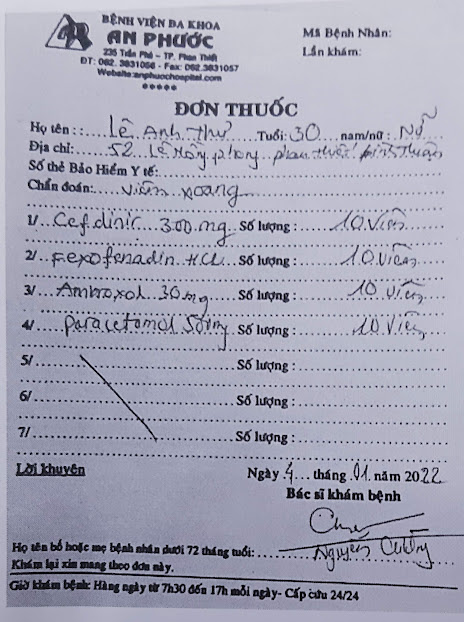 BỆNH VIỆN ĐA KHOA
AN PHƯỚC
235 Trần Phú – TP. Phan Thiết
ĐT: 062. 3831056 - Fax: 062.3831057
Website:anphuochospital.com
Mã Bệnh Nhân:
Lần khám:
ĐƠN THUỐC
Họ tên : : Lê Anh Thư Tuổi: 30 nam/nữ : Nữ
Địa chỉ: 52 Lê Hồng phong phan thiết bình Thuận
Số thẻ Bảo Hiểm Y tế:
Chẩn đoán: viêm xoang
1/ Cefdinir 300mg Số lượng : 10 viên
2/ Fexofenadin HCL Số lượng : 10 viên
3/ Ambroxol 30mg Số lượng : 10 viên
4/ paracetamol 500mg Số lượng : 10 viên
5/ Số lượng :
6/ Số lượng :
7/ Số lượng :
Lời khuyên
Ngày 4 tháng 01 năm 2022
Bác sĩ khám bệnh
Họ tên bố hoặc mẹ bệnh nhân dưới 72 tháng tuổi:
Nguyễn Cường
Khám lại xin mang theo đơn này.
Giờ khám bệnh: Hàng ngày từ 7h30 đến 17h mỗi ngày- Cấp cứu 24/24